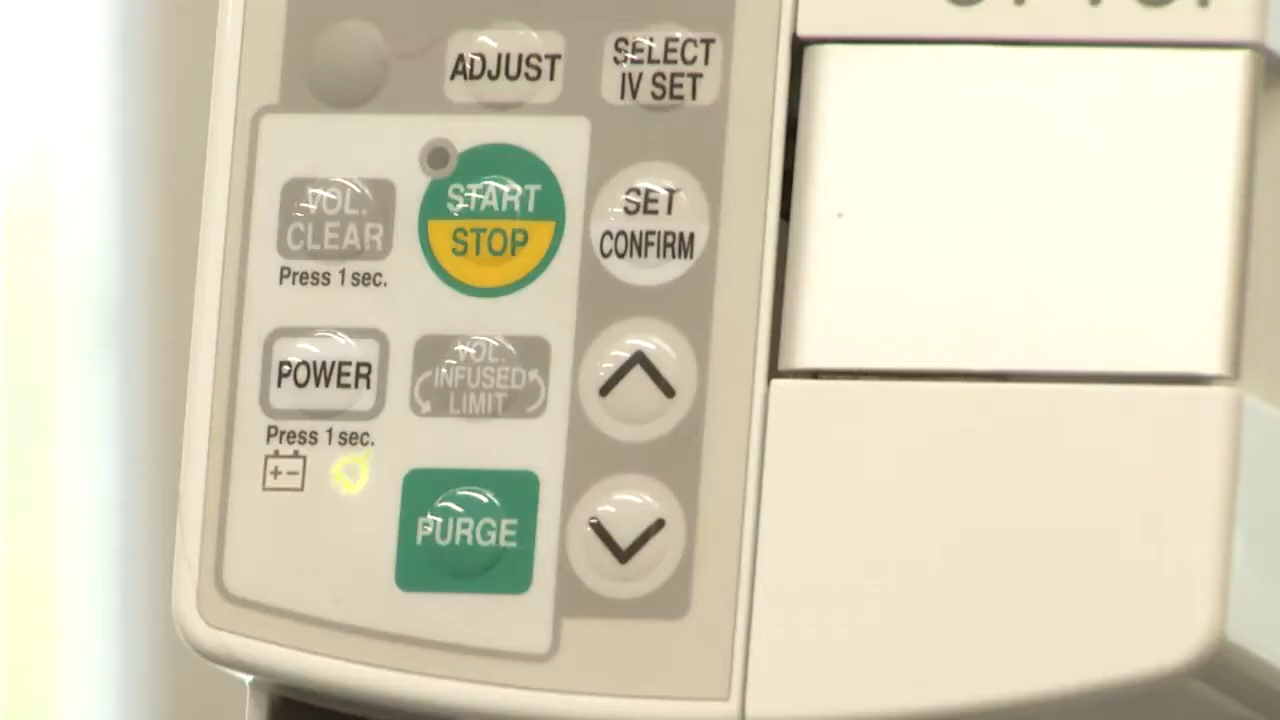 ADJUST
SELECT
IV SET
VOL.
CLEAR
Press 1 sec.
START
STOP
SET
CONFIRM
POWER
Press 1 sec.
VOL.
INFUSED
LIMIT
+ -
PURGE